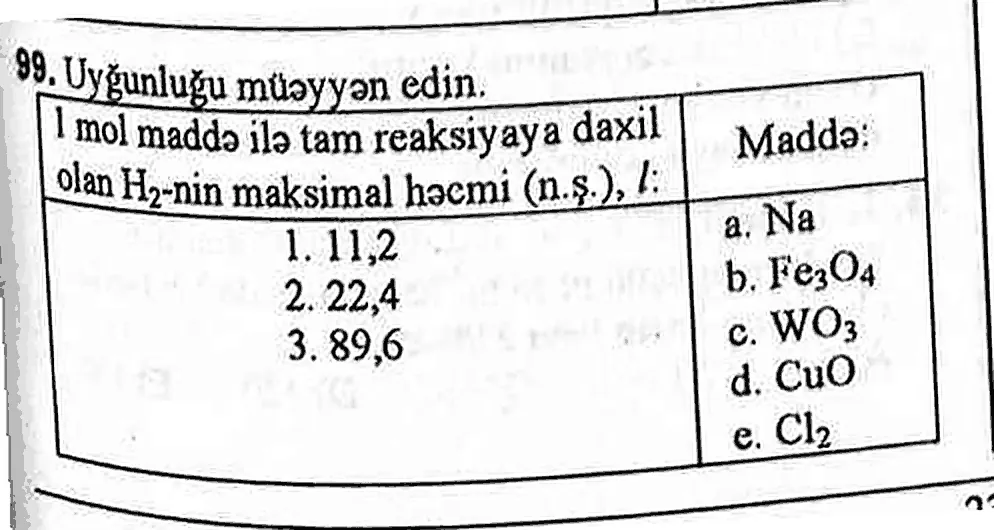 99. Uyğunluğu müəyyən edin.
1 mol maddə ilə tam reaksiyaya daxil
olan H₂-nin maksimal həcmi (n.ş.), l:
Maddə:
1. 11,2
2. 22,4
3. 89,6
a. Na
b. Fe₃O₄
c. WO₃
d. CuO
e. Cl₂